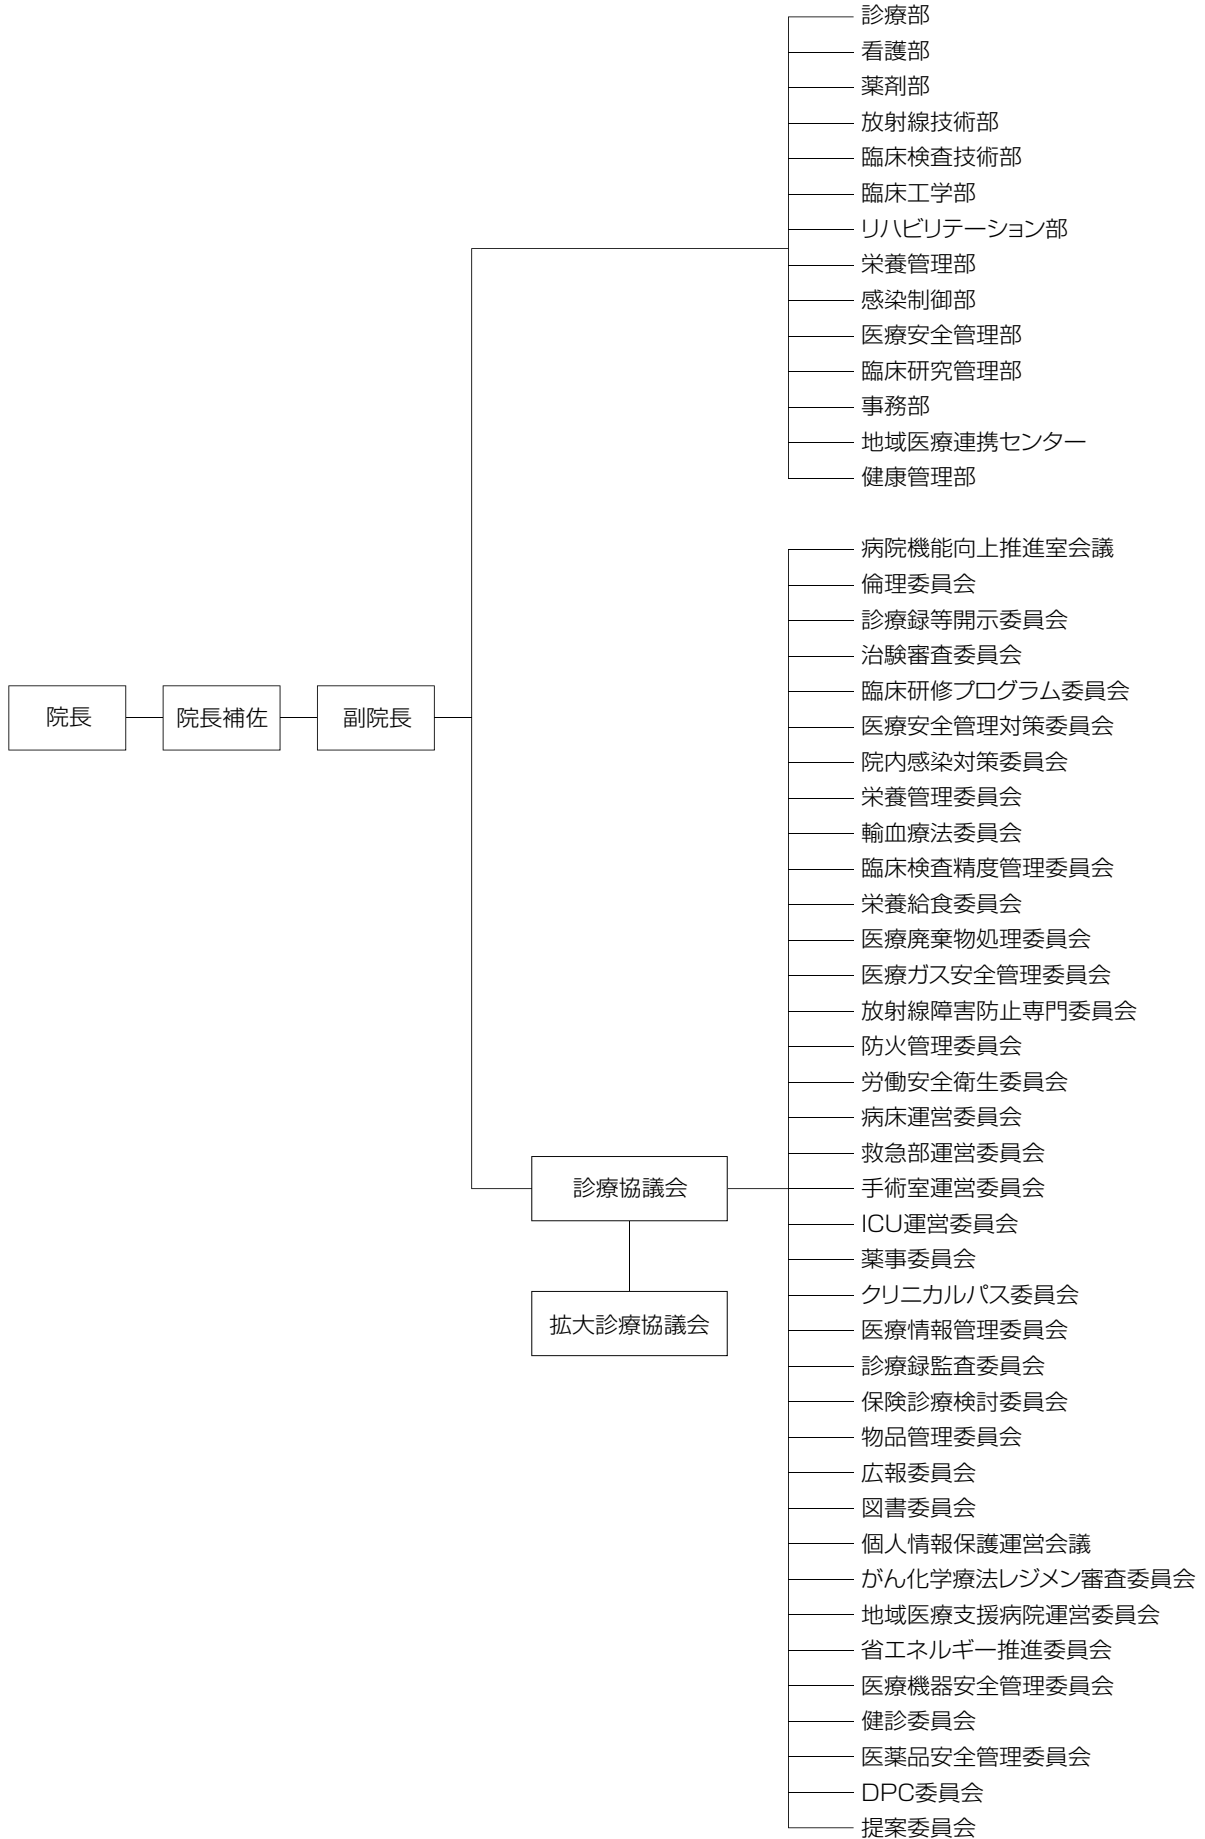 診療部
看護部
薬剤部
放射線技術部
臨床検査技術部
臨床工学部
リハビリテーション部
栄養管理部
感染制御部
医療安全管理部
臨床研究管理部
事務部
地域医療連携センター
健康管理部
病院機能向上推進室会議
倫理委員会
診療録等開示委員会
治験審査委員会
臨床研修プログラム委員会
医療安全管理対策委員会
院内感染対策委員会
栄養管理委員会
輸血療法委員会
臨床検査精度管理委員会
栄養給食委員会
医療廃棄物処理委員会
医療ガス安全管理委員会
放射線障害防止専門委員会
防火管理委員会
労働安全衛生委員会
病床運営委員会
救急部運営委員会
手術室運営委員会
ICU運営委員会
薬事委員会
クリニカルパス委員会
医療情報管理委員会
診療録監査委員会
保険診療検討委員会
物品管理委員会
広報委員会
図書委員会
個人情報保護運営会議
がん化学療法レジメン審査委員会
地域医療支援病院運営委員会
省エネルギー推進委員会
医療機器安全管理委員会
健診委員会
医薬品安全管理委員会
DPC委員会
提案委員会
院長
院長補佐
副院長
診療協議会
拡大診療協議会